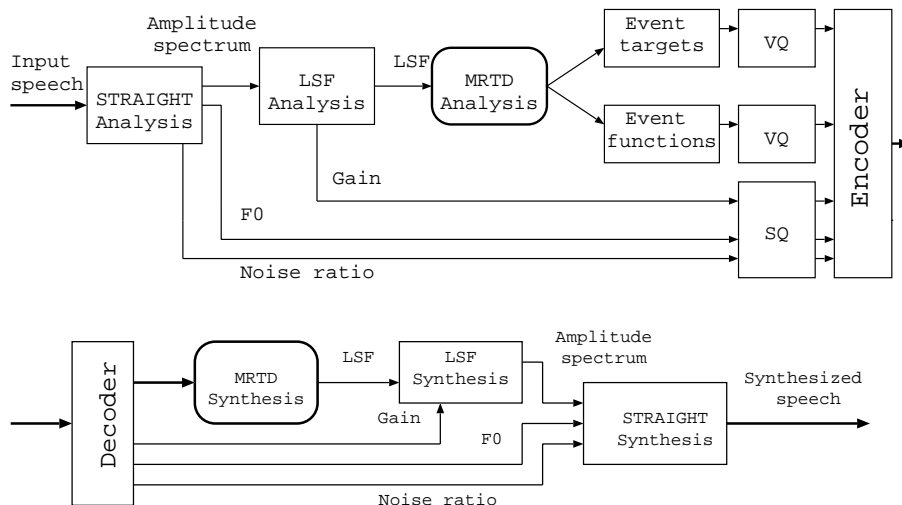 Input
speech
STRAIGHT
Analysis
Amplitude
spectrum
LSF
Analysis
LSF
MRTD
Analysis
Event
targets
VQ
Event
functions
VQ
Gain
F0
Noise ratio
SQ
Encoder
Decoder
MRTD
Synthesis
LSF
LSF
Synthesis
Gain
Amplitude
spectrum
F0
Noise ratio
STRAIGHT
Synthesis
Synthesized
speech